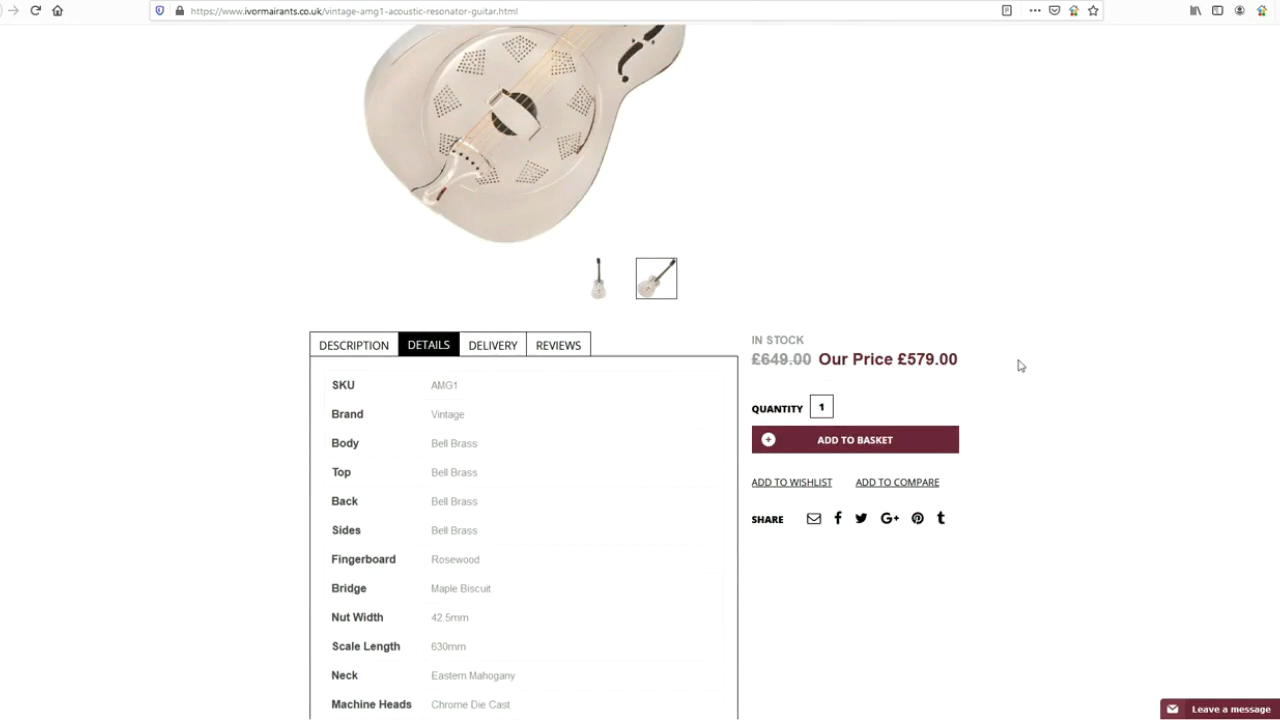 https://www.ivormairants.co.uk/vintage-amg1-acoustic-resonator-guitar.html
DESCRIPTION DETAILS DELIVERY REVIEWS
SKU AMG1
Brand Vintage
Body Bell Brass
Top Bell Brass
Back Bell Brass
Sides Bell Brass
Fingerboard Rosewood
Bridge Maple Biscuit
Nut Width 42.5mm
Scale Length 630mm
Neck Eastern Mahogany
Machine Heads Chrome Die Cast
IN STOCK
£649.00 Our Price £579.00
QUANTITY 1
ADD TO BASKET
ADD TO WISHLIST ADD TO COMPARE
SHARE
Leave a message